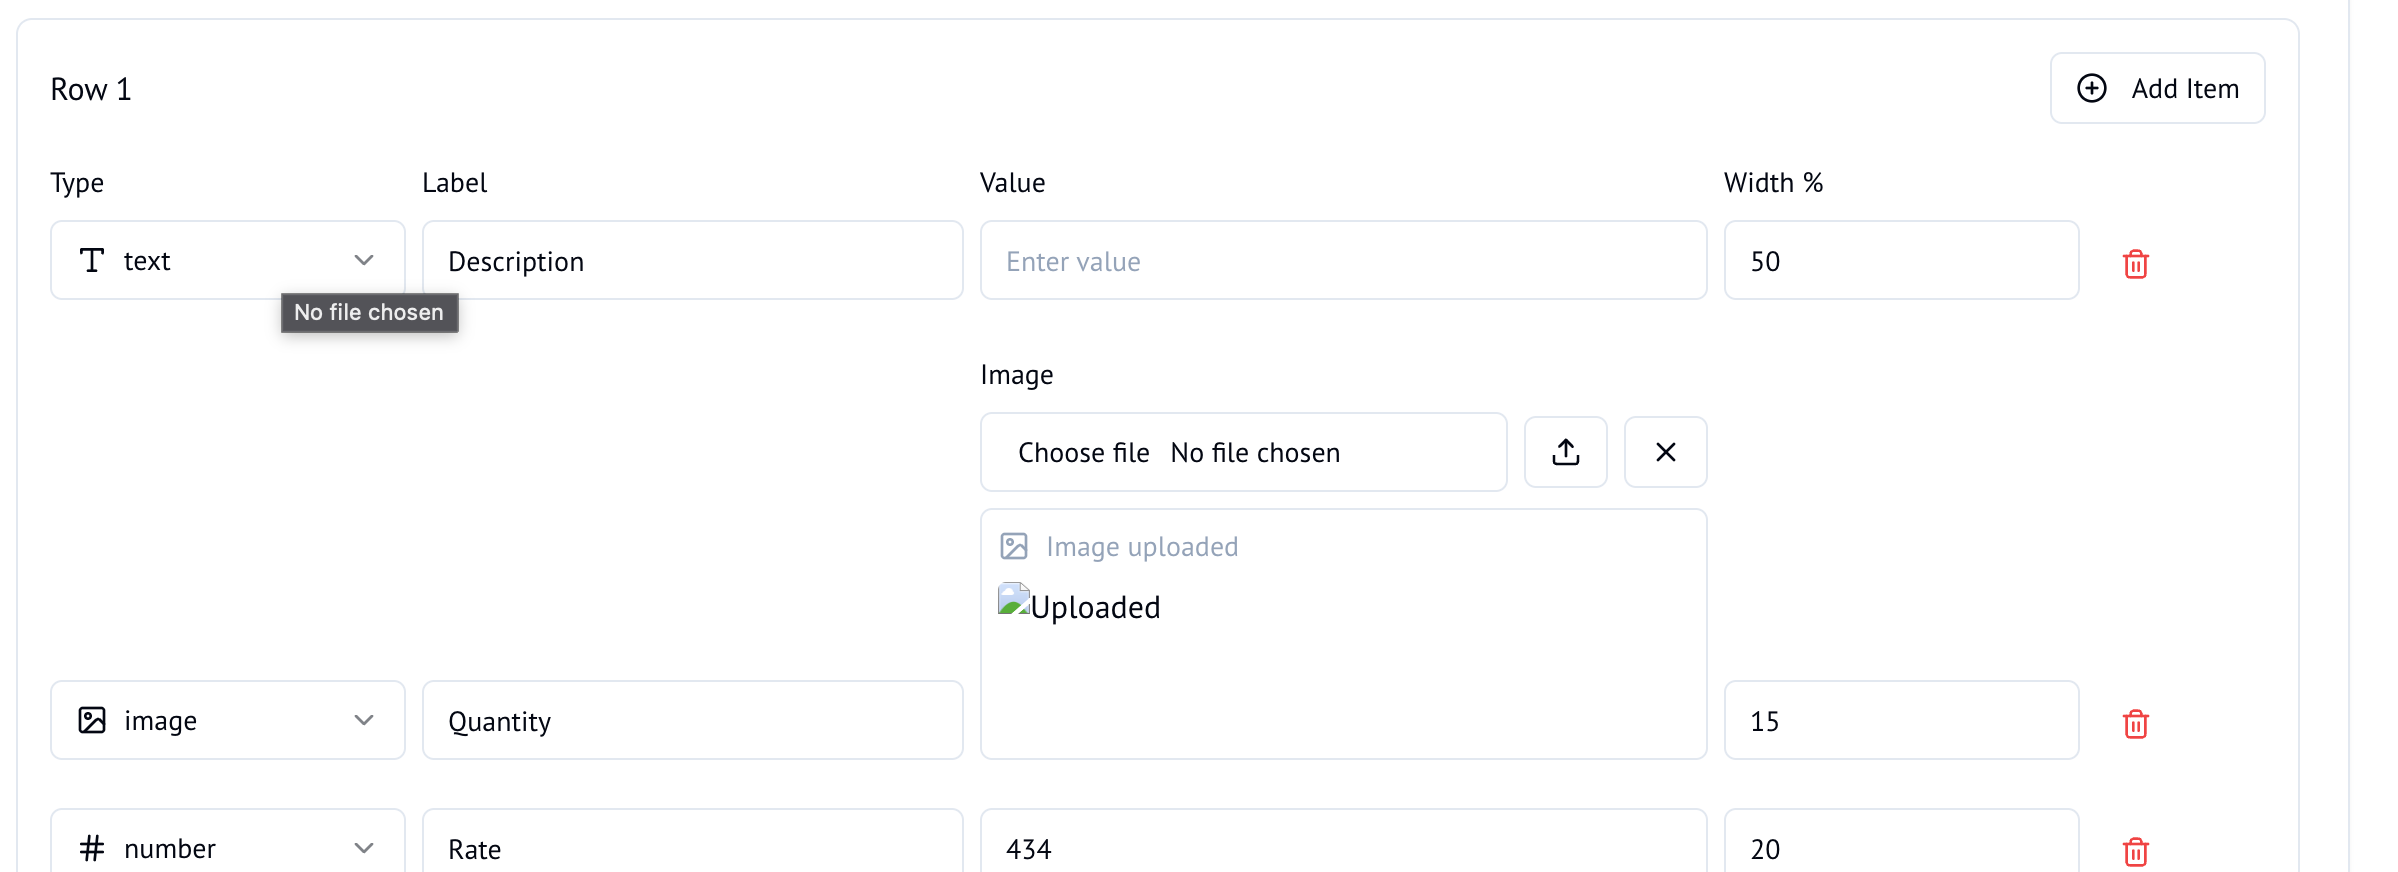 Row 1
Add Item
Type Label Value Width %
text Description Enter value 50
No file chosen
Image
Choose file No file chosen
Image uploaded
Uploaded
image Quantity 15
number Rate 434 20